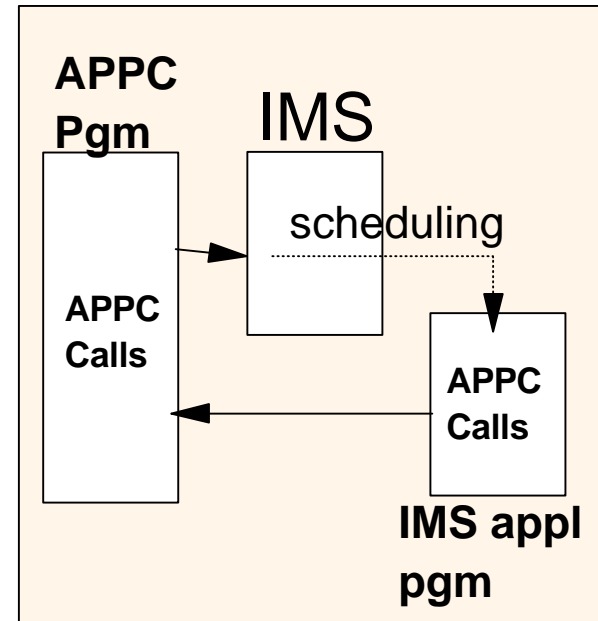 APPC
Pgm
IMS
scheduling
APPC
Calls
APPC
Calls
IMS appl
pgm